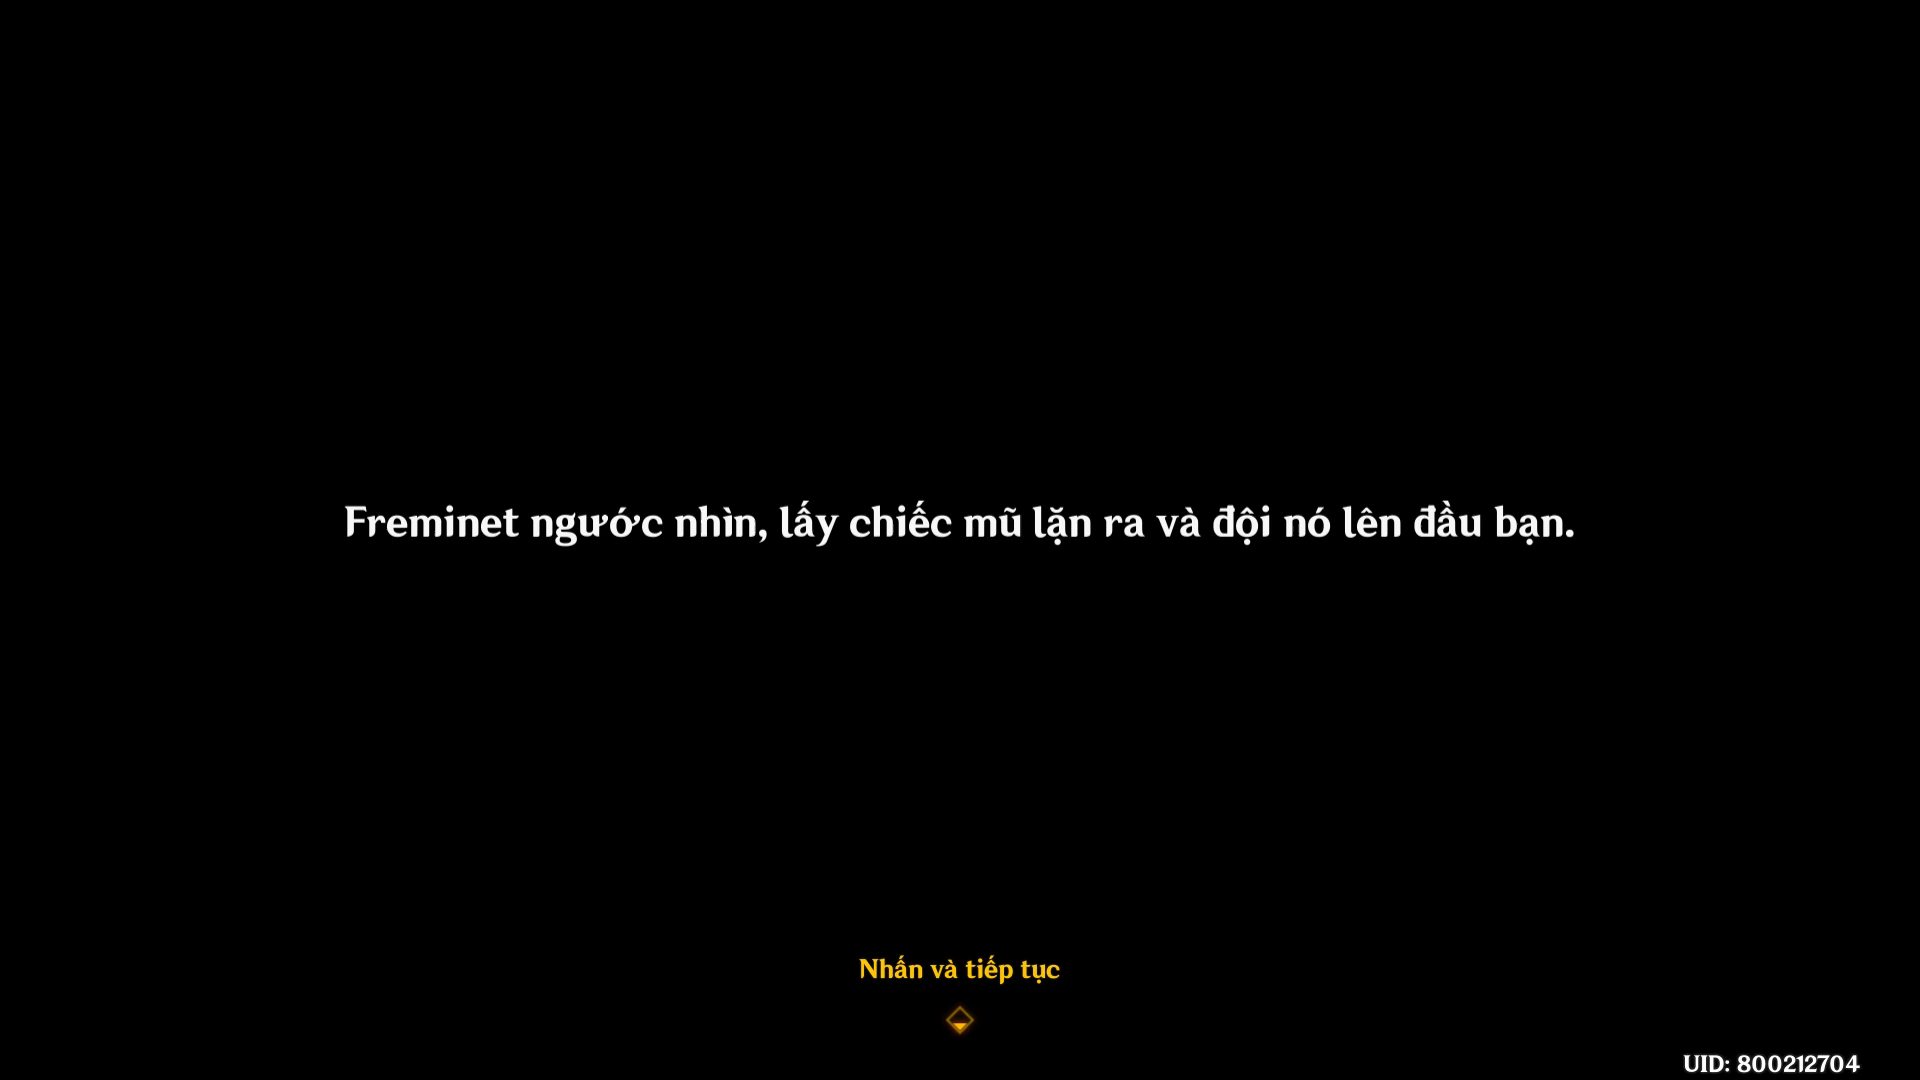 Freminet ngước nhìn, lấy chiếc mũ lặn ra và đội nó lên đầu bạn.
Nhấn và tiếp tục
UID: 800212704